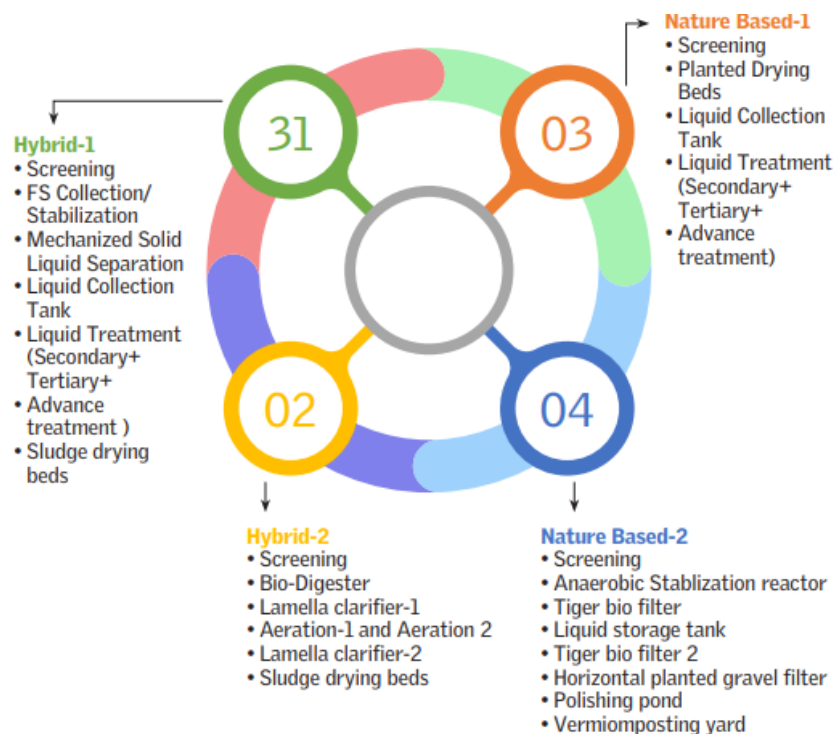 31
Hybrid-1
• Screening
• FS Collection/
Stabilization
• Mechanized Solid
Liquid Separation
• Liquid Collection
Tank
• Liquid Treatment
(Secondary+
Tertiary+
• Advance
treatment )
• Sludge drying
beds
03
Nature Based-1
• Screening
• Planted Drying
Beds
• Liquid Collection
Tank
• Liquid Treatment
(Secondary+
Tertiary+
• Advance
treatment)
02
Hybrid-2
• Screening
• Bio-Digester
• Lamella clarifier-1
• Aeration-1 and Aeration 2
• Lamella clarifier-2
• Sludge drying beds
04
Nature Based-2
• Screening
• Anaerobic Stablization reactor
• Tiger bio filter
• Liquid storage tank
• Tiger bio filter 2
• Horizontal planted gravel filter
• Polishing pond
• Vermiomposting yard